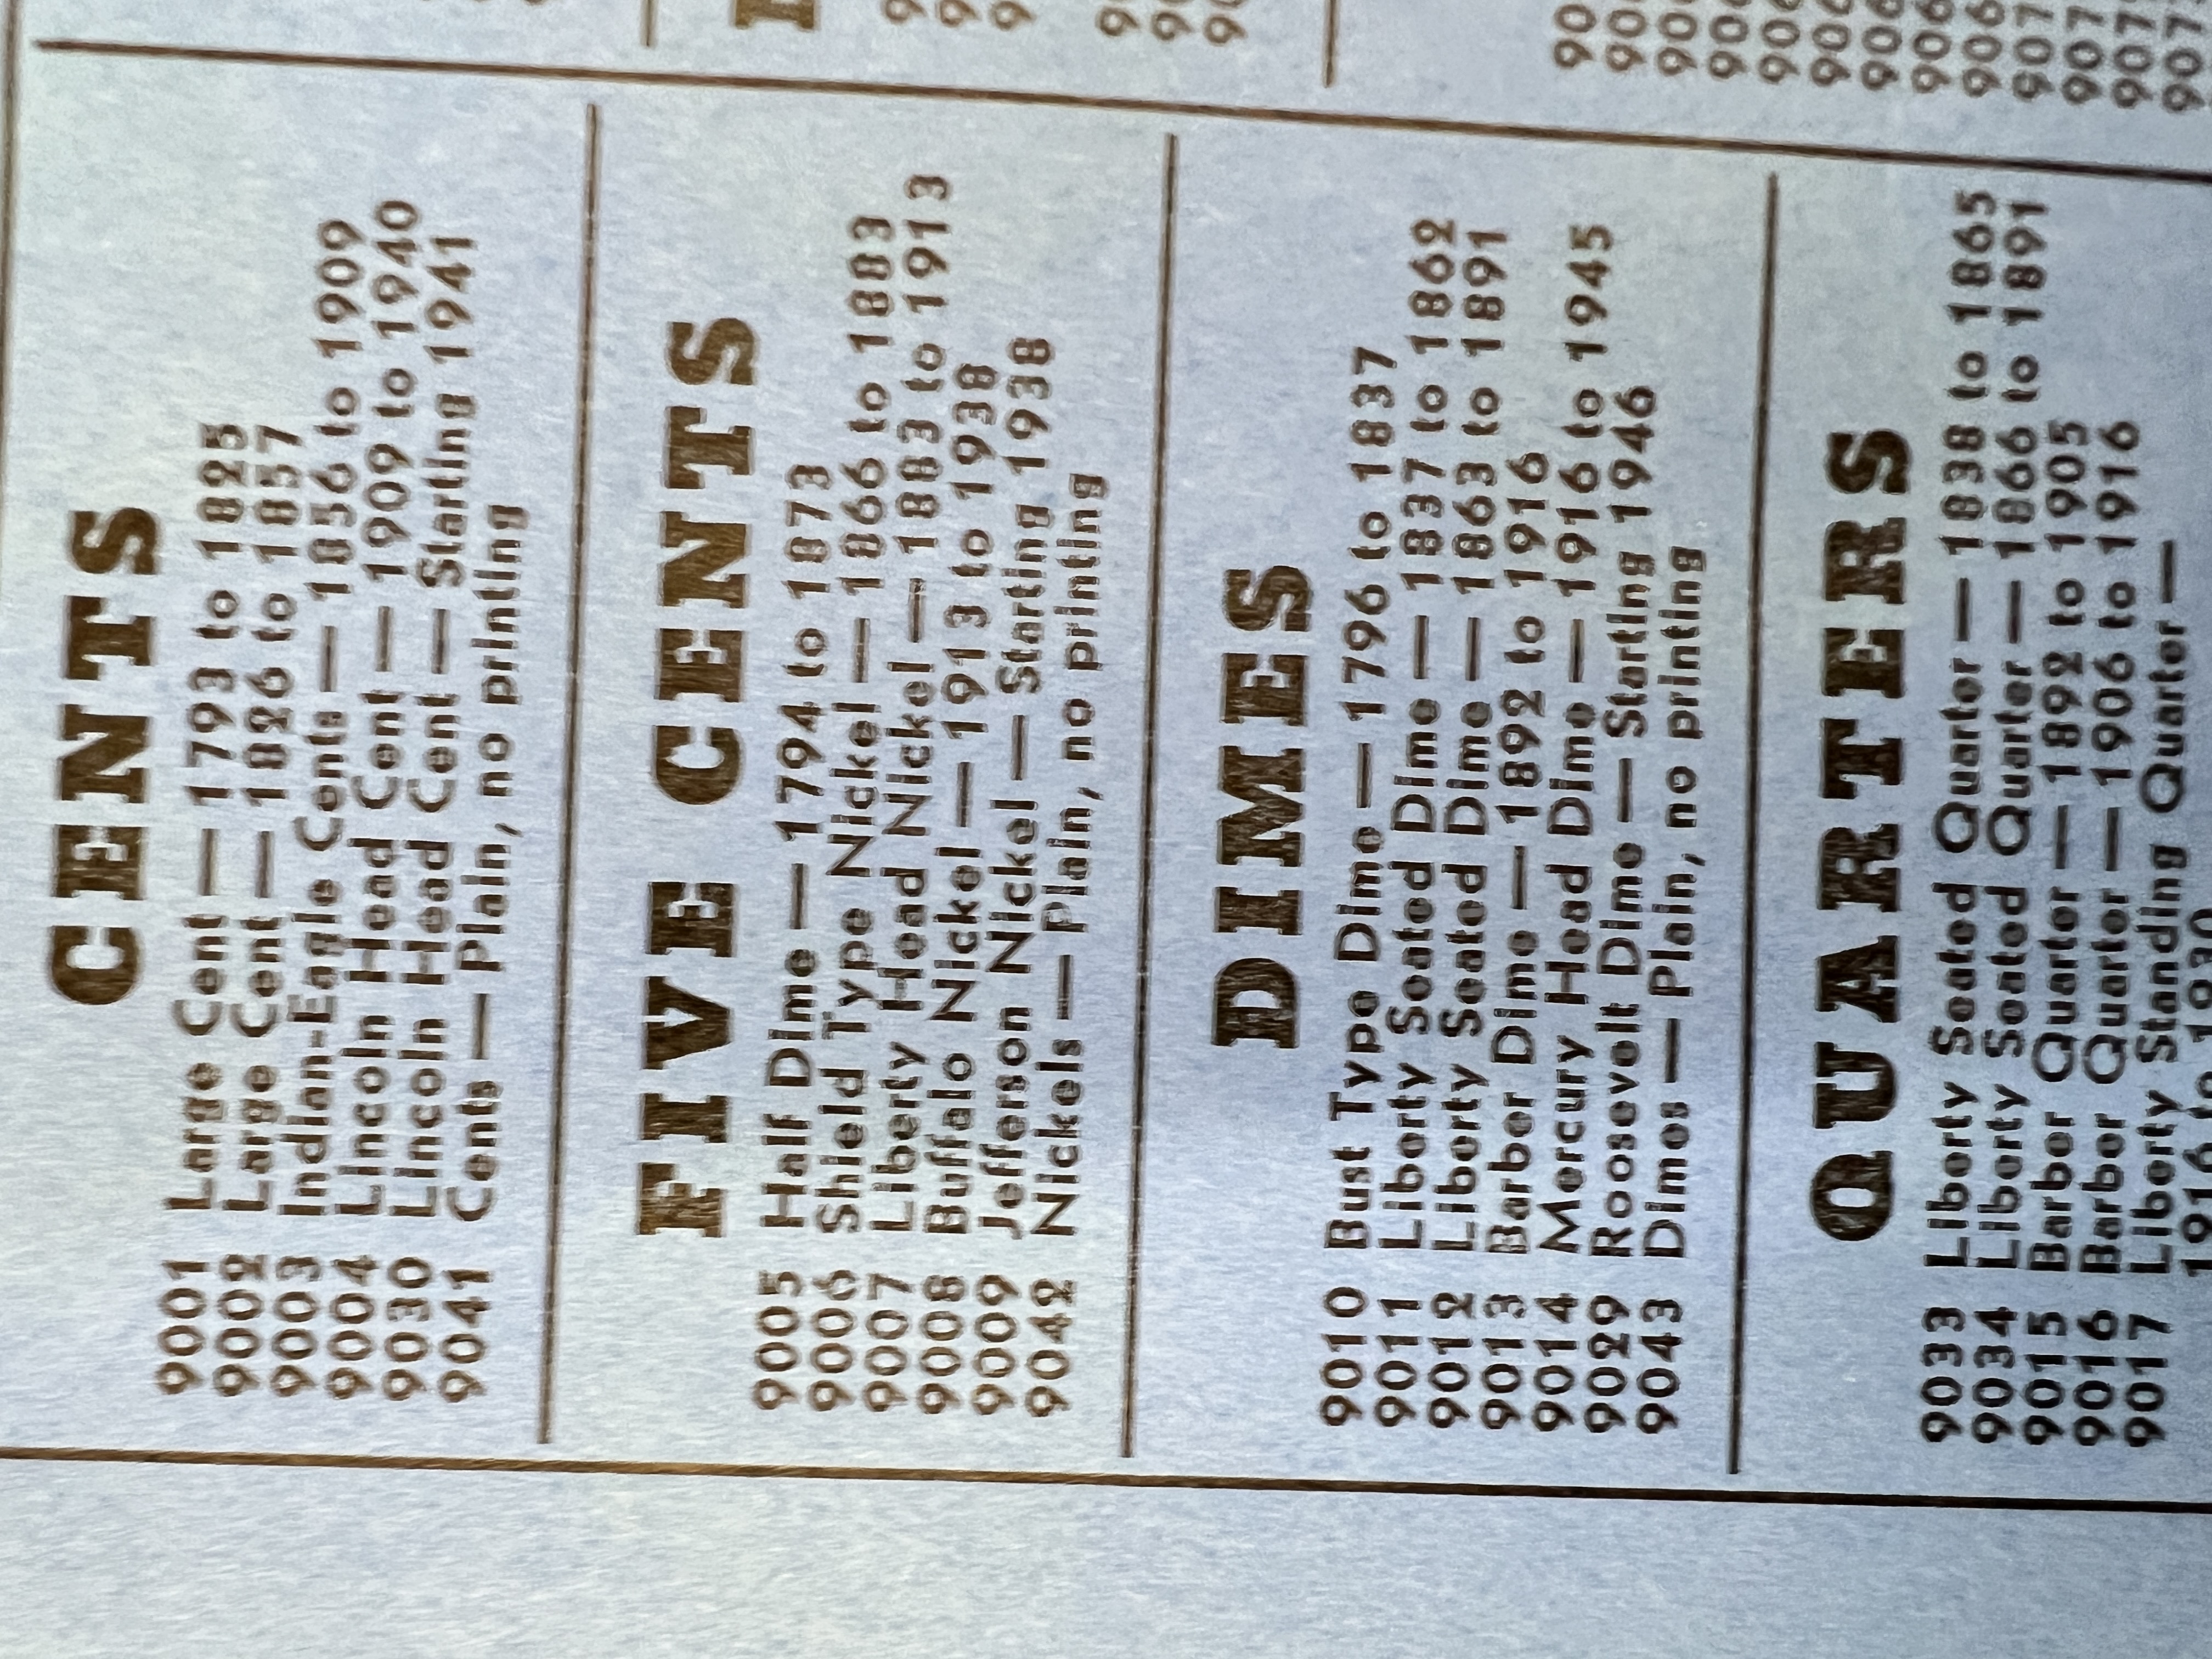 CENTS
9001 Large Cent — 1793 to 1825
9002 Large Cent — 1826 to 1857
9003 Indian-Eagle Cents — 1856 to 1909
9004 Lincoln Head Cent — 1909 to 1940
9030 Lincoln Head Cent — Starting 1941
9041 Cents — Plain, no printing
FIVE CENTS
9005 Half Dime — 1794 to 1873
9006 Shield Type Nickel — 1866 to 1883
9007 Liberty Head Nickel — 1883 to 1913
9008 Buffalo Nickel — 1913 to 1938
9009 Jefferson Nickel — Starting 1938
9042 Nickels — Plain, no printing
DIMES
9010 Bust Type Dime — 1796 to 1837
9011 Liberty Seated Dime — 1837 to 1862
9012 Liberty Seated Dime — 1863 to 1891
9013 Barber Dime — 1892 to 1916
9014 Mercury Head Dime — 1916 to 1945
9029 Roosevelt Dime — Starting 1946
9043 Dimes — Plain, no printing
QUARTERS
9033 Liberty Seated Quarter — 1838 to 1865
9034 Liberty Seated Quarter — 1866 to 1891
9015 Barber Quarter — 1892 to 1905
9016 Barber Quarter — 1906 to 1916
9017 Liberty Standing Quarter —
1916 to 1930